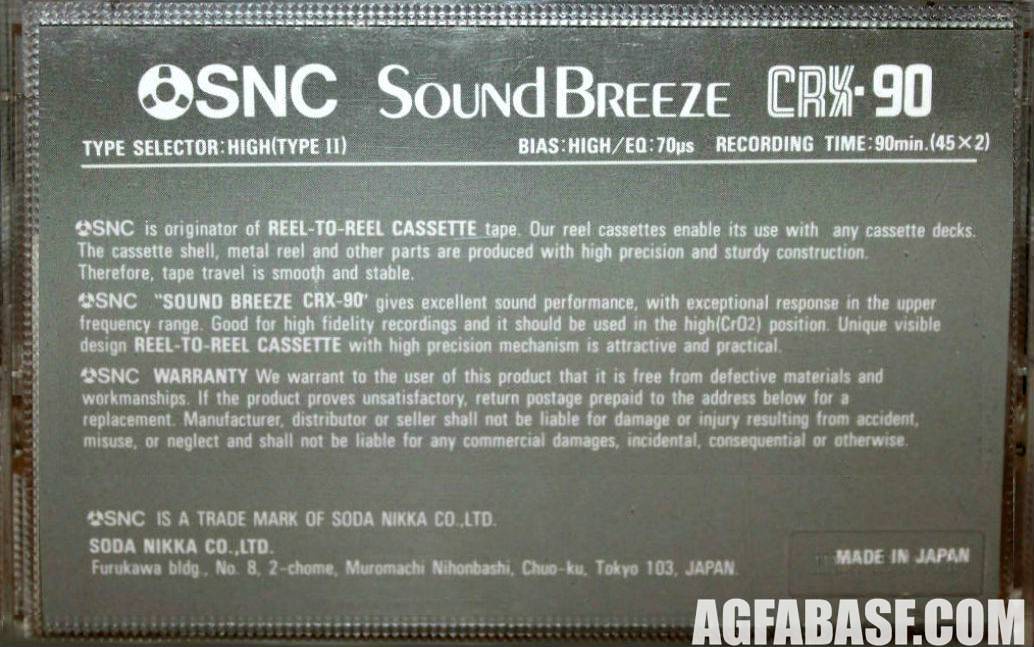 SNC SOUND BREEZE CRX-90
TYPE SELECTOR:HIGH(TYPE II) BIAS:HIGH/EQ:70µs RECORDING TIME:90min.(45×2)
SNC is originator of REEL-TO-REEL CASSETTE tape. Our reel cassettes enable its use with any cassette decks.
The cassette shell, metal reel and other parts are produced with high precision and sturdy construction.
Therefore, tape travel is smooth and stable.
SNC "SOUND BREEZE CRX-90" gives excellent sound performance, with exceptional response in the upper
frequency range. Good for high fidelity recordings and it should be used in the high(CrO2) position. Unique visible
design REEL-TO-REEL CASSETTE with high precision mechanism is attractive and practical.
SNC WARRANTY We warrant to the user of this product that it is free from defective materials and
workmanships. If the product proves unsatisfactory, return postage prepaid to the address below for a
replacement. Manufacturer, distributor or seller shall not be liable for damage or injury resulting from accident,
misuse, or neglect and shall not be liable for any commercial damages, incidental, consequential or otherwise.
SNC IS A TRADE MARK OF SODA NIKKA CO.,LTD.
SODA NIKKA CO.,LTD.
Furukawa bldg., No. 8, 2-chome, Muromachi Nihonbashi, Chuo-ku, Tokyo 103, JAPAN.
MADE IN JAPAN
AGFABASF.COM